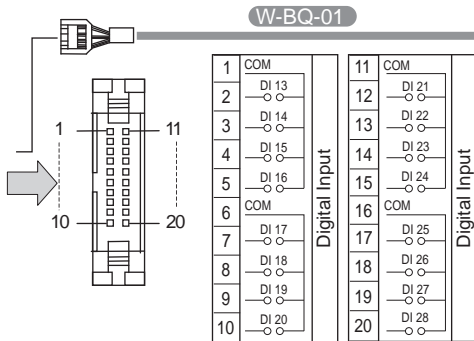 W-BQ-01
1 11
10 20
1 COM
2 DI 13
3 DI 14
4 DI 15
5 DI 16
6 COM
7 DI 17
8 DI 18
9 DI 19
10 DI 20
Digital Input
11 COM
12 DI 21
13 DI 22
14 DI 23
15 DI 24
16 COM
17 DI 25
18 DI 26
19 DI 27
20 DI 28
Digital Input